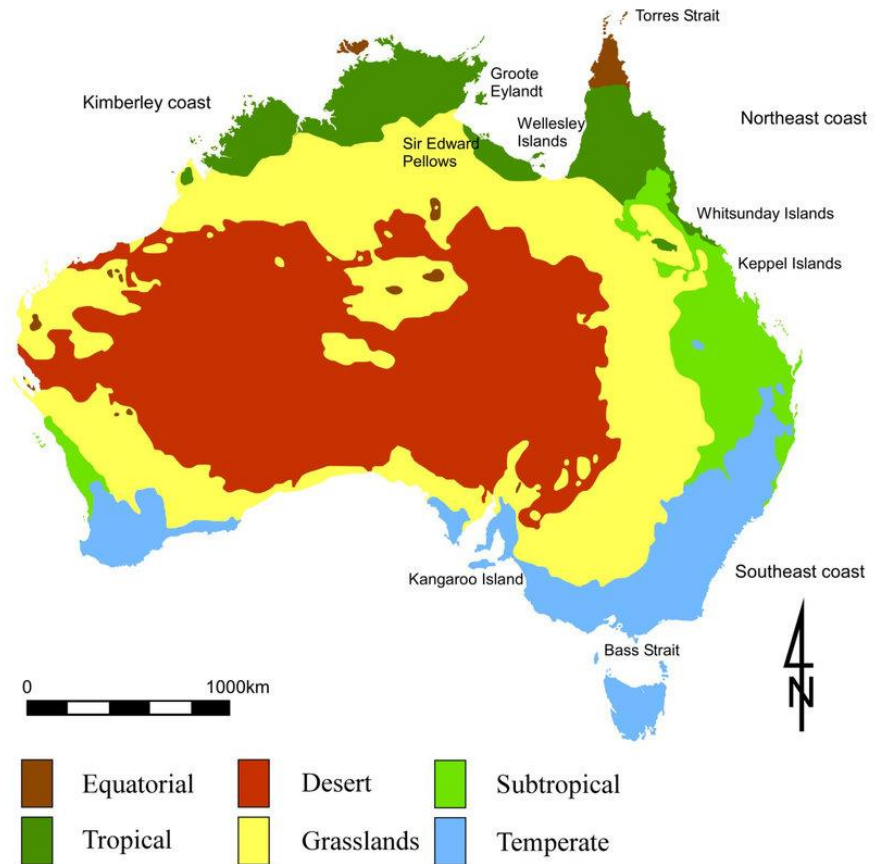 Torres Strait
Groote
Eylandt
Kimberley coast
Northeast coast
Wellesley
Islands
Sir Edward
Pellows
Whitsunday Islands
Keppel Islands
Kangaroo Island
Southeast coast
Bass Strait
N
0 1000km
Equatorial Desert Subtropical
Tropical Grasslands Temperate